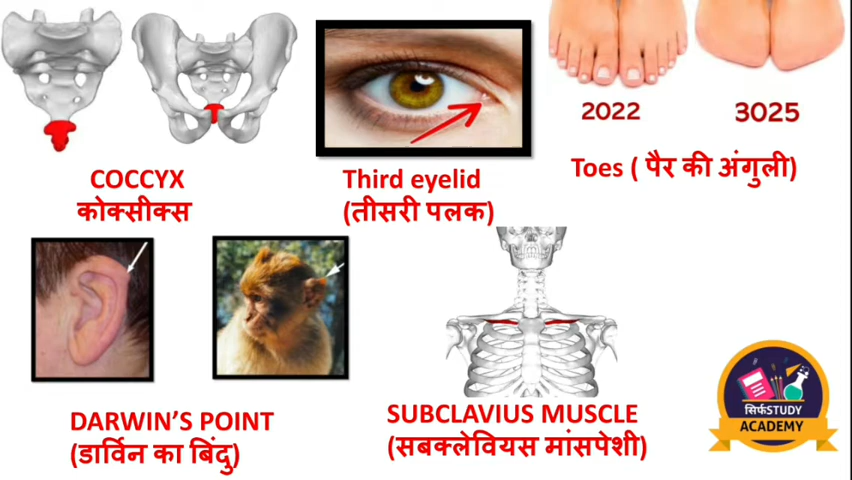 2022
3025
COCCYX
कोक्सीक्स
Third eyelid
(तीसरी पलक)
Toes ( पैर की अंगुली)
DARWIN'S POINT
(डार्विन का बिंदु)
SUBCLAVIUS MUSCLE
(सबक्लेवियस मांसपेशी)
सिर्फSTUDY
ACADEMY